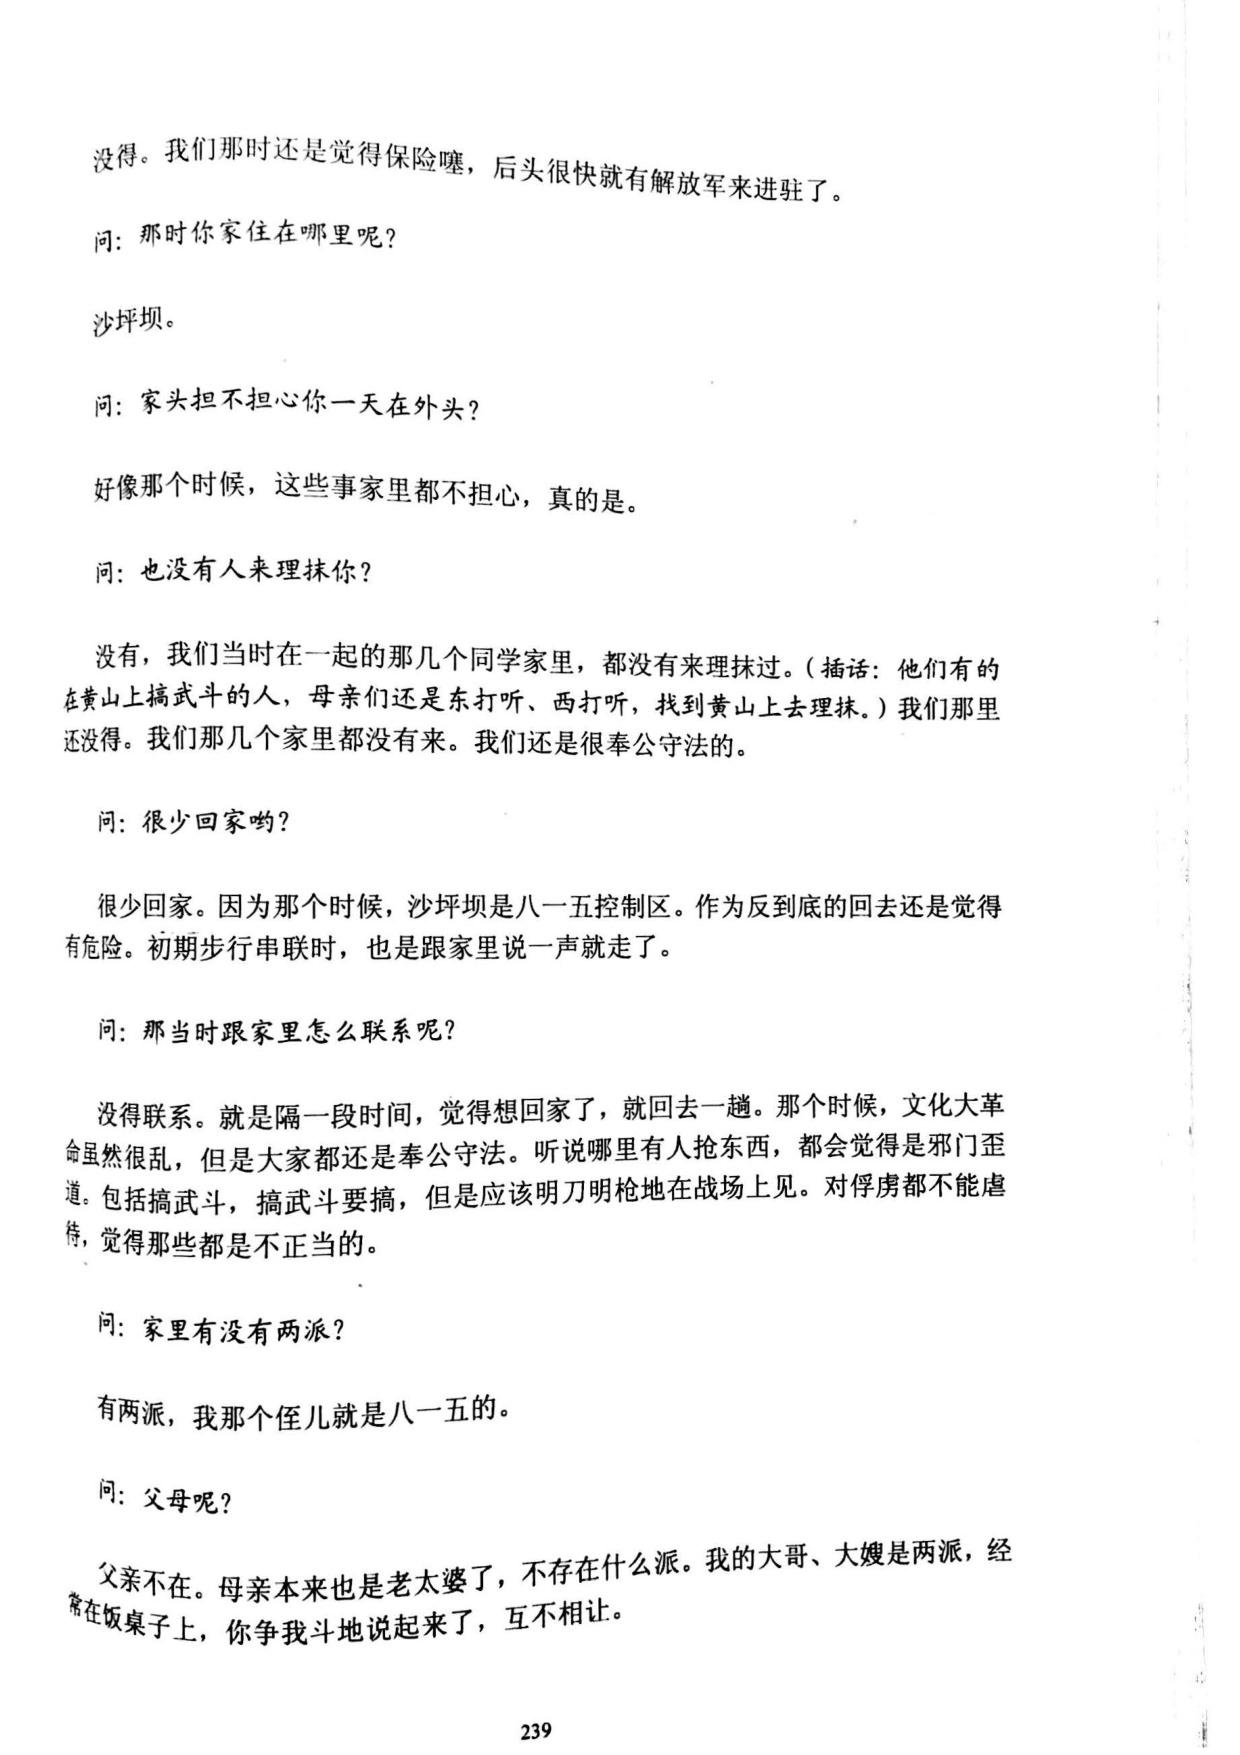 没得。我们那时还是觉得保险噻，后头很快就有解放军来进驻了。
问：那时你家住在哪里呢？
沙坪坝。
问：家头担不担心你一天在外头？
好像那个时候，这些事家里都不担心，真的是。
问：也没有人来理抹你？
没有，我们当时在一起的那几个同学家里，都没有来理抹过。（插话：他们有的
在黄山上搞武斗的人，母亲们还是东打听、西打听，找到黄山上去理抹。）我们那里
还没得。我们那几个家里都没有来。我们还是很奉公守法的。
问：很少回家哟？
很少回家。因为那个时候，沙坪坝是八一五控制区。作为反到底的回去还是觉得
有危险。初期步行串联时，也是跟家里说一声就走了。
问：那当时跟家里怎么联系呢？
没得联系。就是隔一段时间，觉得想回家了，就回去一趟。那个时候，文化大革
命虽然很乱，但是大家都还是奉公守法。听说哪里有人抢东西，都会觉得是邪门歪
道。包括搞武斗，搞武斗要搞，但是应该明刀明枪地在战场上见。对俘虏都不能虐
待，觉得那些都是不正当的。
问：家里有没有两派？
有两派，我那个侄儿就是八一五的。
问：父母呢？
父亲不在。母亲本来也是老太婆了，不存在什么派。我的大哥、大嫂是两派，经
常在饭桌子上，你争我斗地说起来了，互不相让。
239